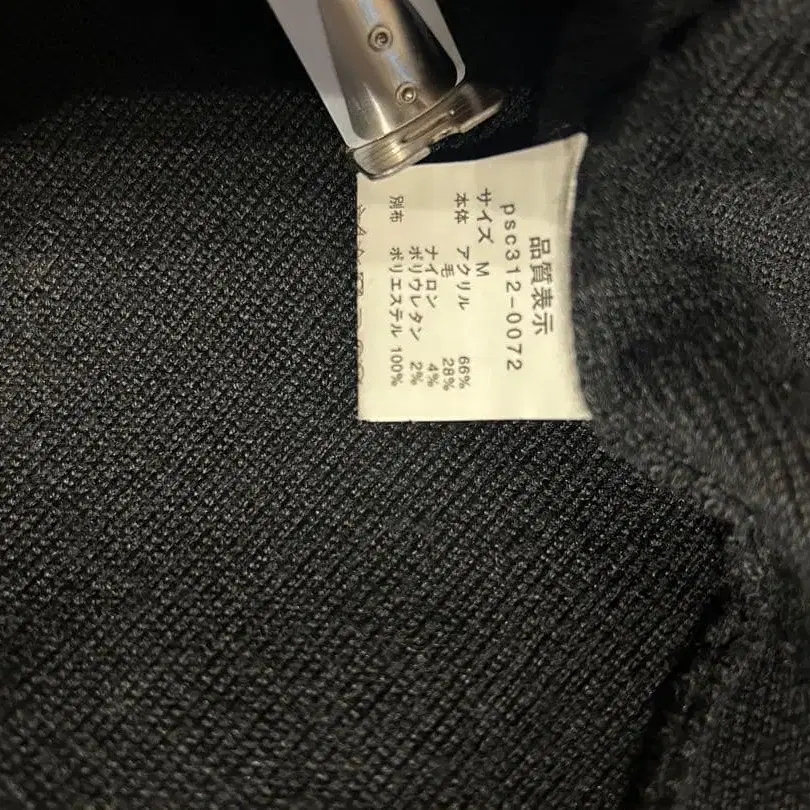 品質表示
psc312-0072
サイズ M
本体 アクリル 66%
毛 28%
ナイロン 4%
ポリウレタン 2%
別布 ポリエステル 100%